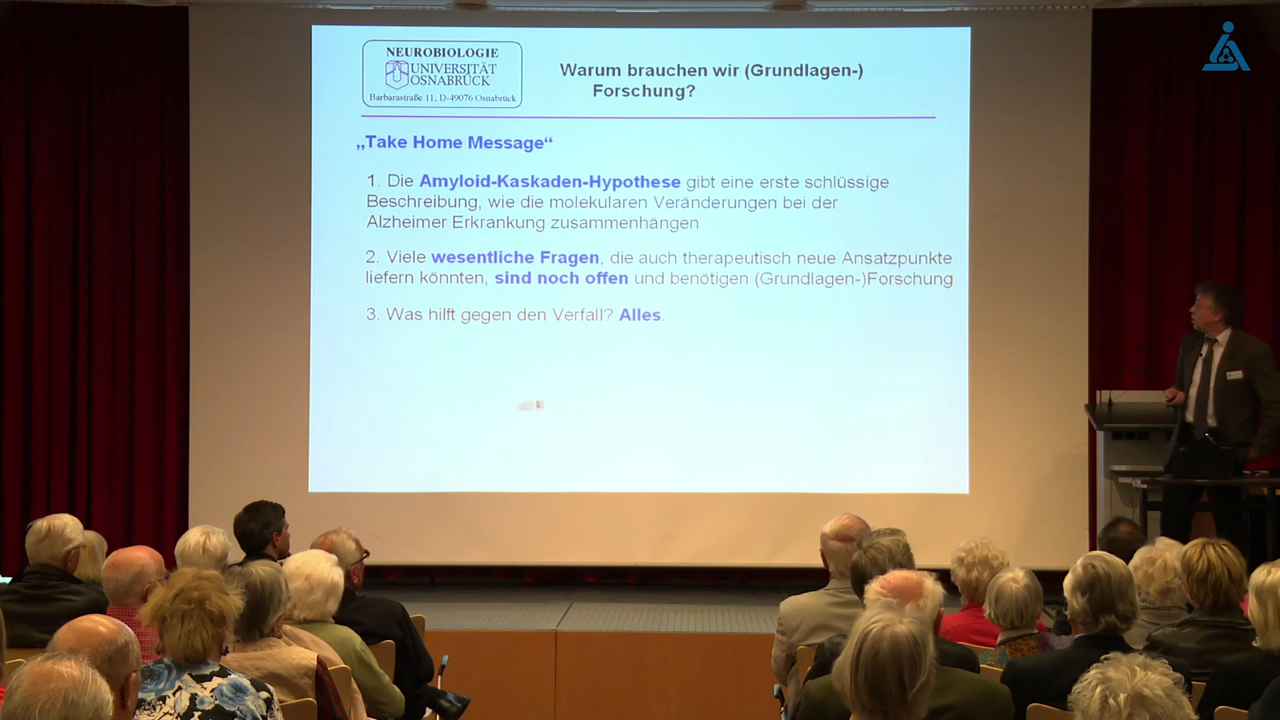 NEUROBIOLOGIE
UNIVERSITÄT
OSNABRÜCK
Barbarastraße 11, D-49076 Osnabrück
Warum brauchen wir (Grundlagen-)
Forschung?
„Take Home Message“
1. Die Amyloid-Kaskaden-Hypothese gibt eine erste schlüssige
Beschreibung, wie die molekularen Veränderungen bei der
Alzheimer Erkrankung zusammenhängen
2. Viele wesentliche Fragen, die auch therapeutisch neue Ansatzpunkte
liefern könnten, sind noch offen und benötigen (Grundlagen-)Forschung
3. Was hilft gegen den Verfall? Alles.